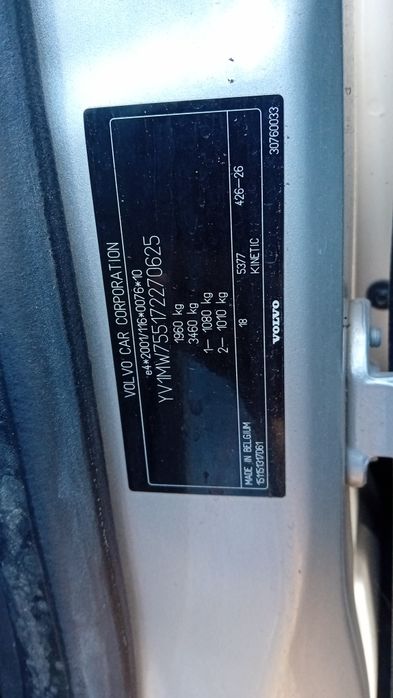 VOLVO CAR CORPORATION
e4*2001/116*0076*10
YV1MW755172270625
1960 kg
3460 kg
1— 1080 kg
2— 1010 kg
18 5377 426-26
KINETIC
MADE IN BELGIUM
VOLVO 30760033